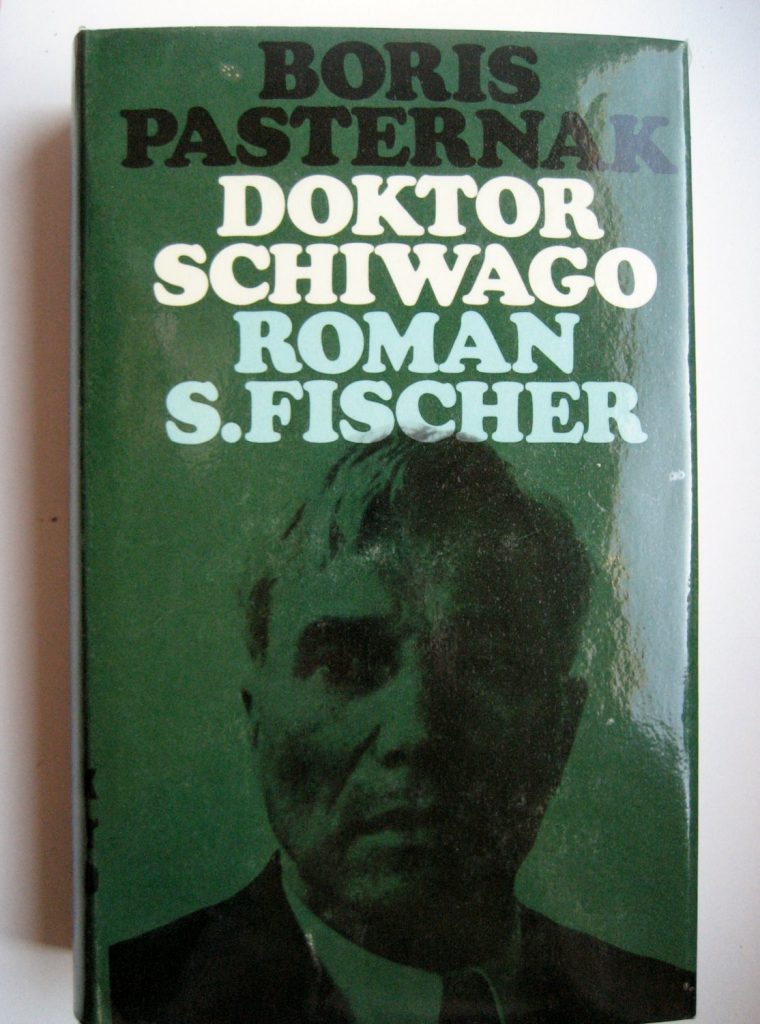 BORIS
PASTERNAK
DOKTOR
SCHIWAGO
ROMAN
S.FISCHER